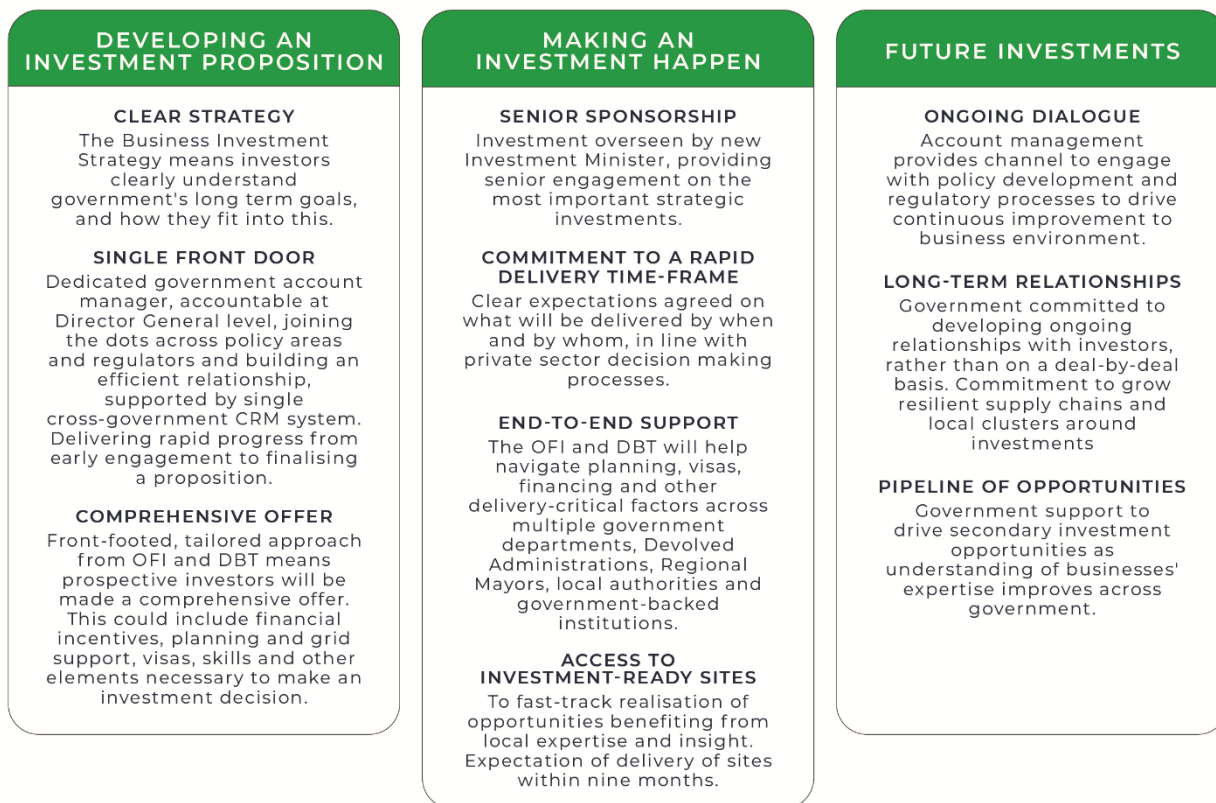 DEVELOPING AN
INVESTMENT PROPOSITION
CLEAR STRATEGY
The Business Investment
Strategy means investors
clearly understand
government's long term goals,
and how they fit into this.
SINGLE FRONT DOOR
Dedicated government account
manager, accountable at
Director General level, joining
the dots across policy areas
and regulators and building an
efficient relationship,
supported by single
cross-government CRM system.
Delivering rapid progress from
early engagement to finalising
a proposition.
COMPREHENSIVE OFFER
Front-footed, tailored approach
from OFI and DBT means
prospective investors will be
made a comprehensive offer.
This could include financial
incentives, planning and grid
support, visas, skills and other
elements necessary to make an
investment decision.
MAKING AN
INVESTMENT HAPPEN
SENIOR SPONSORSHIP
Investment overseen by new
Investment Minister, providing
senior engagement on the
most important strategic
investments.
COMMITMENT TO A RAPID
DELIVERY TIME-FRAME
Clear expectations agreed on
what will be delivered by when
and by whom, in line with
private sector decision making
processes.
END-TO-END SUPPORT
The OFI and DBT will help
navigate planning, visas,
financing and other
delivery-critical factors across
multiple government
departments, Devolved
Administrations, Regional
Mayors, local authorities and
government-backed
institutions.
ACCESS TO
INVESTMENT-READY SITES
To fast-track realisation of
opportunities benefiting from
local expertise and insight.
Expectation of delivery of sites
within nine months.
FUTURE INVESTMENTS
ONGOING DIALOGUE
Account management
provides channel to engage
with policy development and
regulatory processes to drive
continuous improvement to
business environment.
LONG-TERM RELATIONSHIPS
Government committed to
developing ongoing
relationships with investors,
rather than on a deal-by-deal
basis. Commitment to grow
resilient supply chains and
local clusters around
investments
PIPELINE OF OPPORTUNITIES
Government support to
drive secondary investment
opportunities as
understanding of businesses'
expertise improves across
government.